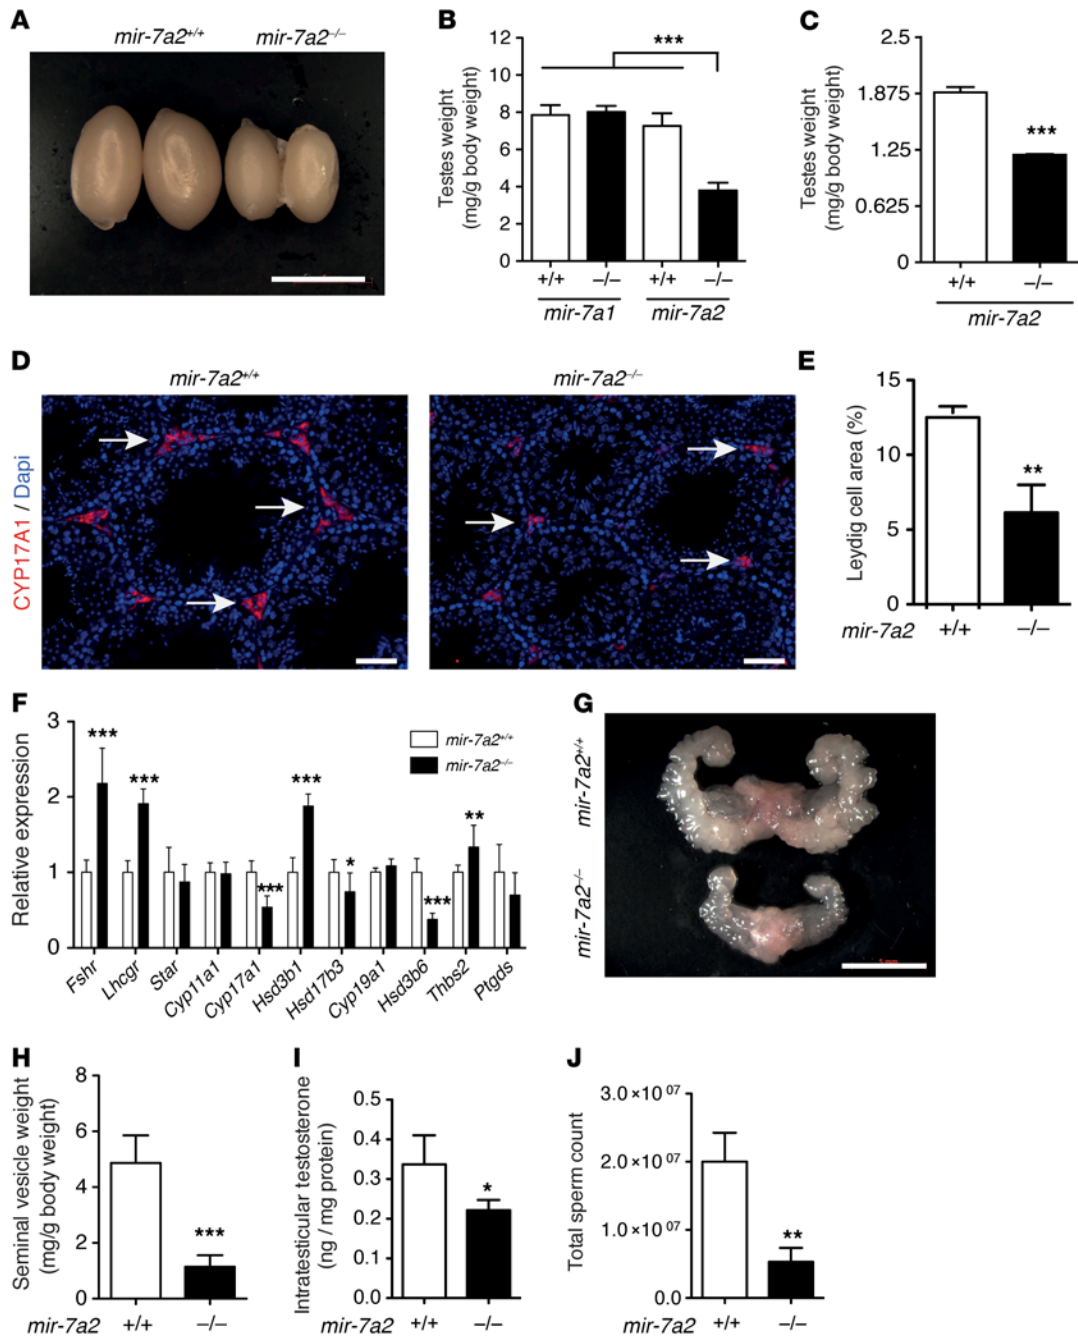 A
mir-7a2+/+ mir-7a2–/–
B
Testes weight
(mg/g body weight)
12
10
8
6
4
2
0
***
+/+ –/– +/+ –/–
mir-7a1 mir-7a2
C
Testes weight
(mg/g body weight)
2.5
1.875
1.25
0.625
0
***
+/+ –/–
mir-7a2
D
mir-7a2+/+ mir-7a2–/–
CYP17A1 / Dapi
E
Leydig cell area (%)
15
10
5
0
**
mir-7a2 +/+ –/–
F
Relative expression
3
2
1
0
mir-7a2+/+
mir-7a2–/–
*** *** *** *** * *** **
Fshr Lhcgr Star Cyp11a1 Cyp17a1 Hsd3b1 Hsd17b3 Cyp19a1 Hsd3b6 Thbs2 Ptgds
G
mir-7a2+/+
mir-7a2–/–
H
Seminal vesicle weight
(mg/g body weight)
8
6
4
2
0
***
mir-7a2 +/+ –/–
I
Intratesticular testosterone
(ng / mg protein)
0.5
0.4
0.3
0.2
0.1
0.0
*
mir-7a2 +/+ –/–
J
Total sperm count
3.0×10 07
2.0×10 07
1.0×10 07
0.0
**
mir-7a2 +/+ –/–